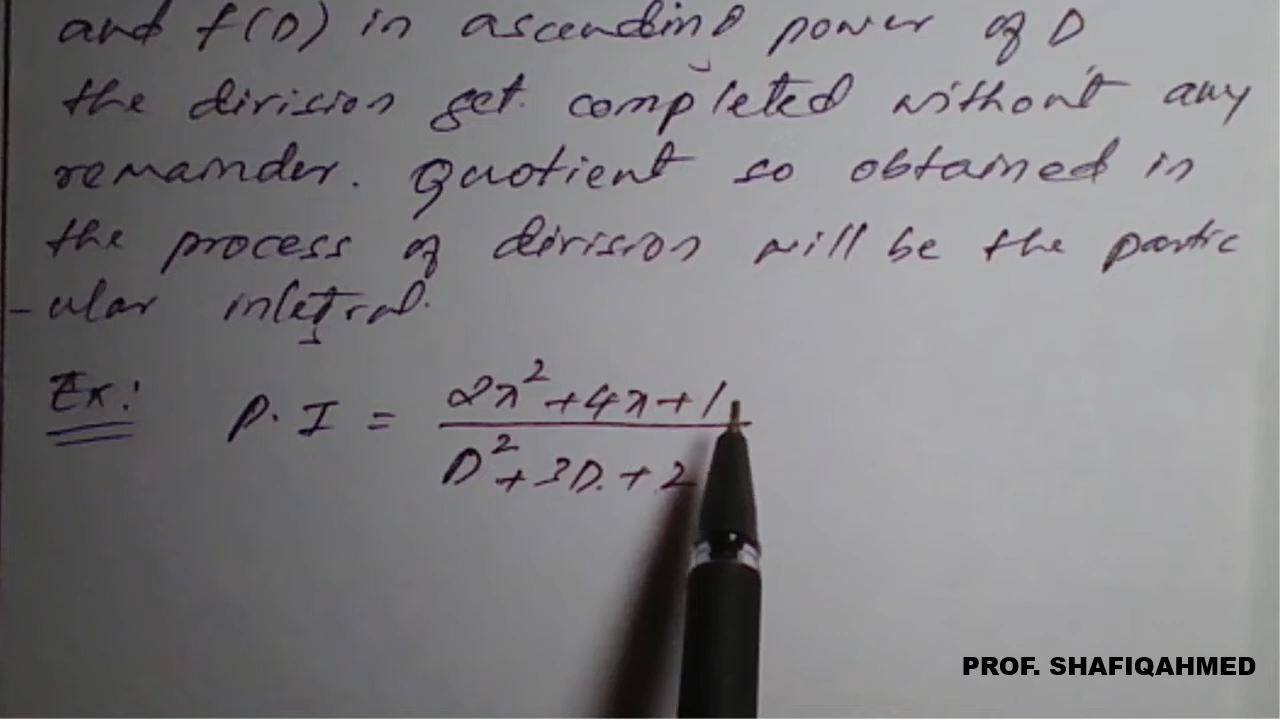 and f(D) in ascending power of D
the division get completed without any
remainder. Quotient so obtained in
the process of division will be the partic
-ular integral.
Ex: P.I = 2x²+4x+1 / D²+3D+2
PROF. SHAFIQAHMED